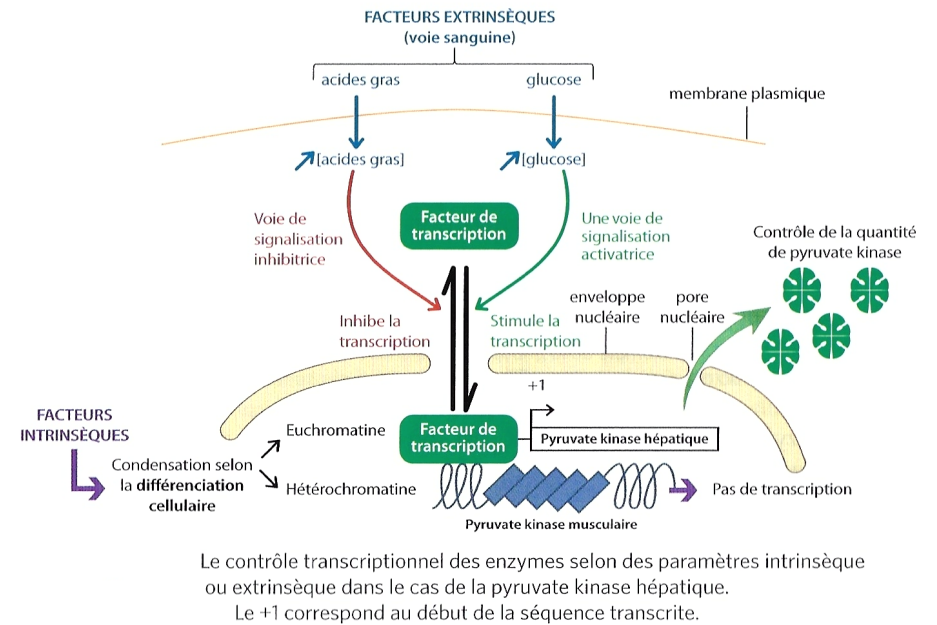 FACTEURS EXTRINSÈQUES
(voie sanguine)
acides gras
glucose
membrane plasmique
[acides gras]
[glucose]
Voie de
signalisation
inhibitrice
Facteur de
transcription
Une voie de
signalisation
activatrice
Contrôle de la quantité
de pyruvate kinase
Inhibe la
transcription
Stimule la
transcription
enveloppe
nucléaire
pore
nucléaire
+1
FACTEURS
INTRINSÈQUES
Condensation selon
la différenciation
cellulaire
Euchromatine
Hétérochromatine
Facteur de
transcription
Pyruvate kinase hépatique
Pas de transcription
Pyruvate kinase musculaire
Le contrôle transcriptionnel des enzymes selon des paramètres intrinsèque
ou extrinsèque dans le cas de la pyruvate kinase hépatique.
Le +1 correspond au début de la séquence transcrite.